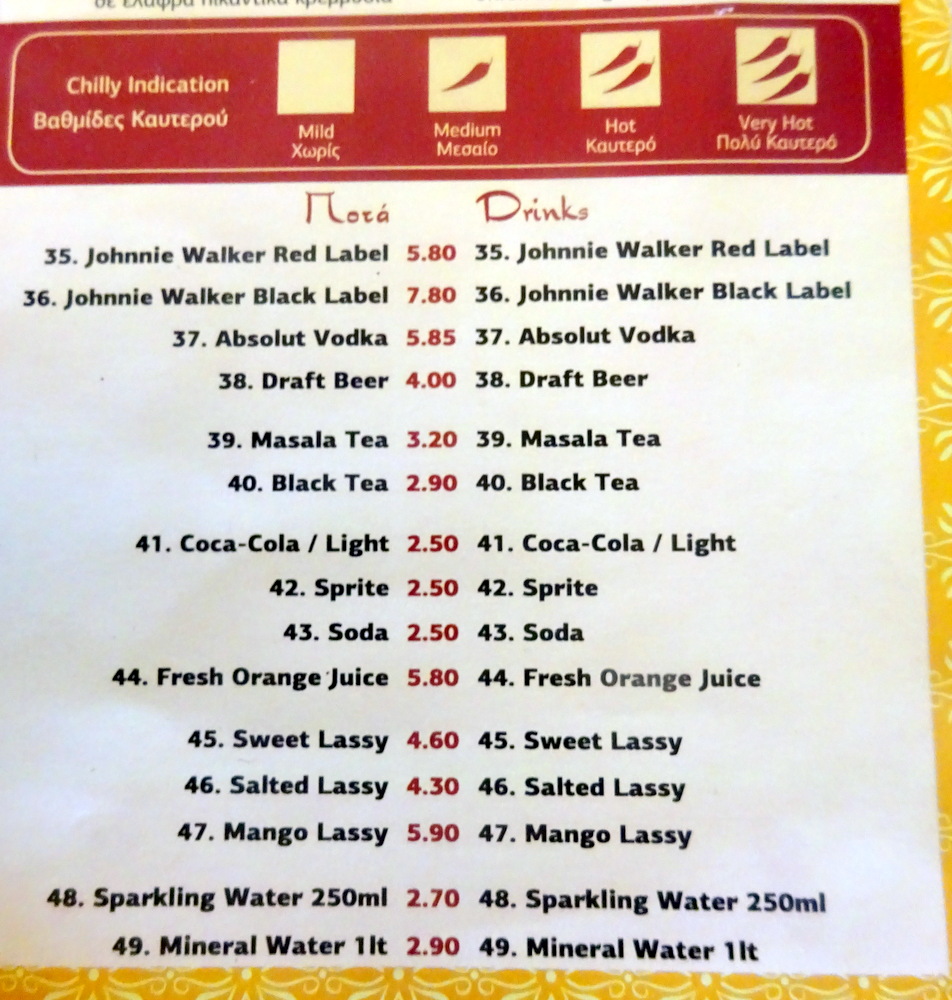 σε ελαφρά πικάντικα κρεμμύδια
Chilly Indication
Βαθμίδες Καυτερού
Mild
Χωρίς
Medium
Μεσαίο
Hot
Καυτερό
Very Hot
Πολύ Καυτερό
Ποτά Drinks
35. Johnnie Walker Red Label 5.80 35. Johnnie Walker Red Label
36. Johnnie Walker Black Label 7.80 36. Johnnie Walker Black Label
37. Absolut Vodka 5.85 37. Absolut Vodka
38. Draft Beer 4.00 38. Draft Beer
39. Masala Tea 3.20 39. Masala Tea
40. Black Tea 2.90 40. Black Tea
41. Coca-Cola / Light 2.50 41. Coca-Cola / Light
42. Sprite 2.50 42. Sprite
43. Soda 2.50 43. Soda
44. Fresh Orange Juice 5.80 44. Fresh Orange Juice
45. Sweet Lassy 4.60 45. Sweet Lassy
46. Salted Lassy 4.30 46. Salted Lassy
47. Mango Lassy 5.90 47. Mango Lassy
48. Sparkling Water 250ml 2.70 48. Sparkling Water 250ml
49. Mineral Water 1lt 2.90 49. Mineral Water 1lt